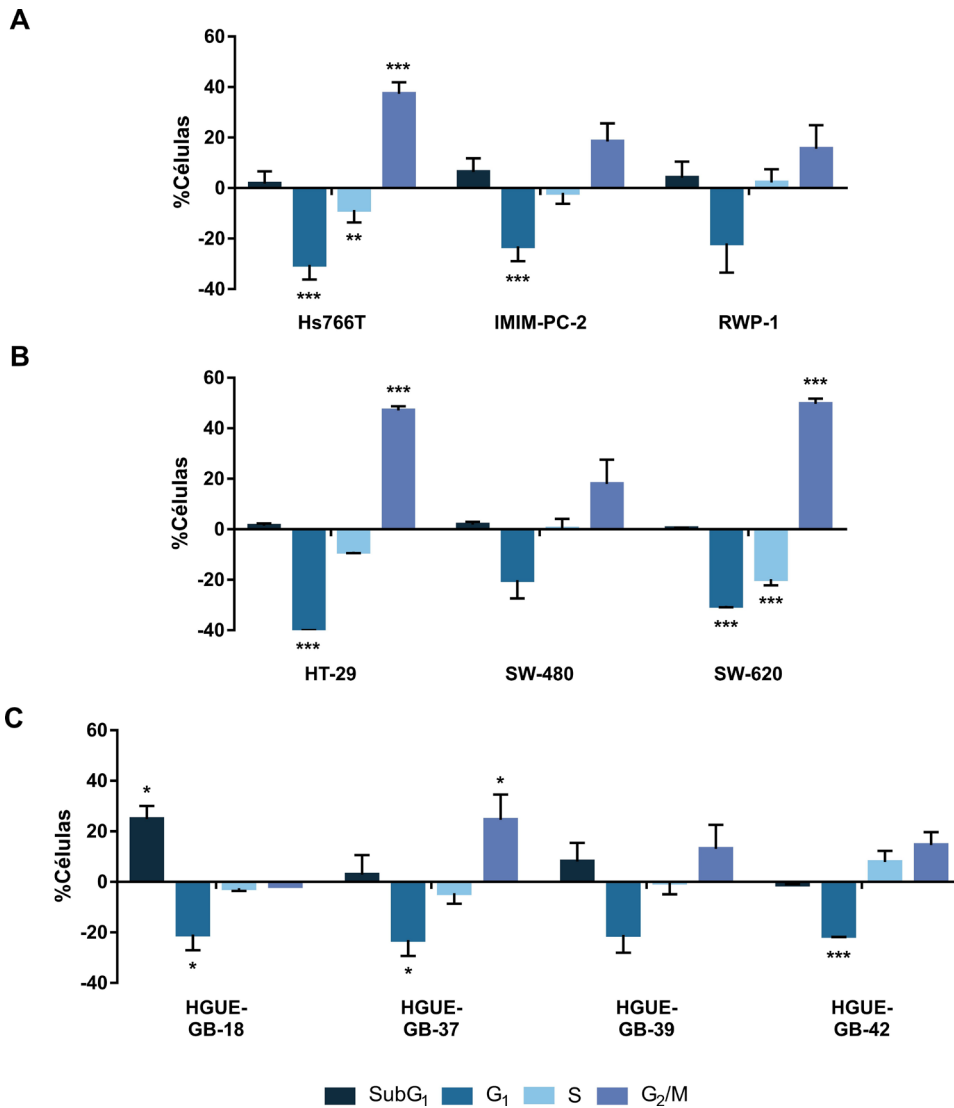 A
%Células
60
40
20
0
-20
-40
***
**
***
***
Hs766T
IMIM-PC-2
RWP-1
B
%Células
60
40
20
0
-20
-40
***
***
***
***
***
HT-29
SW-480
SW-620
C
%Células
60
40
20
0
-20
-40
*
*
*
*
***
HGUE-
GB-18
HGUE-
GB-37
HGUE-
GB-39
HGUE-
GB-42
SubG₁ G₁ S G₂/M